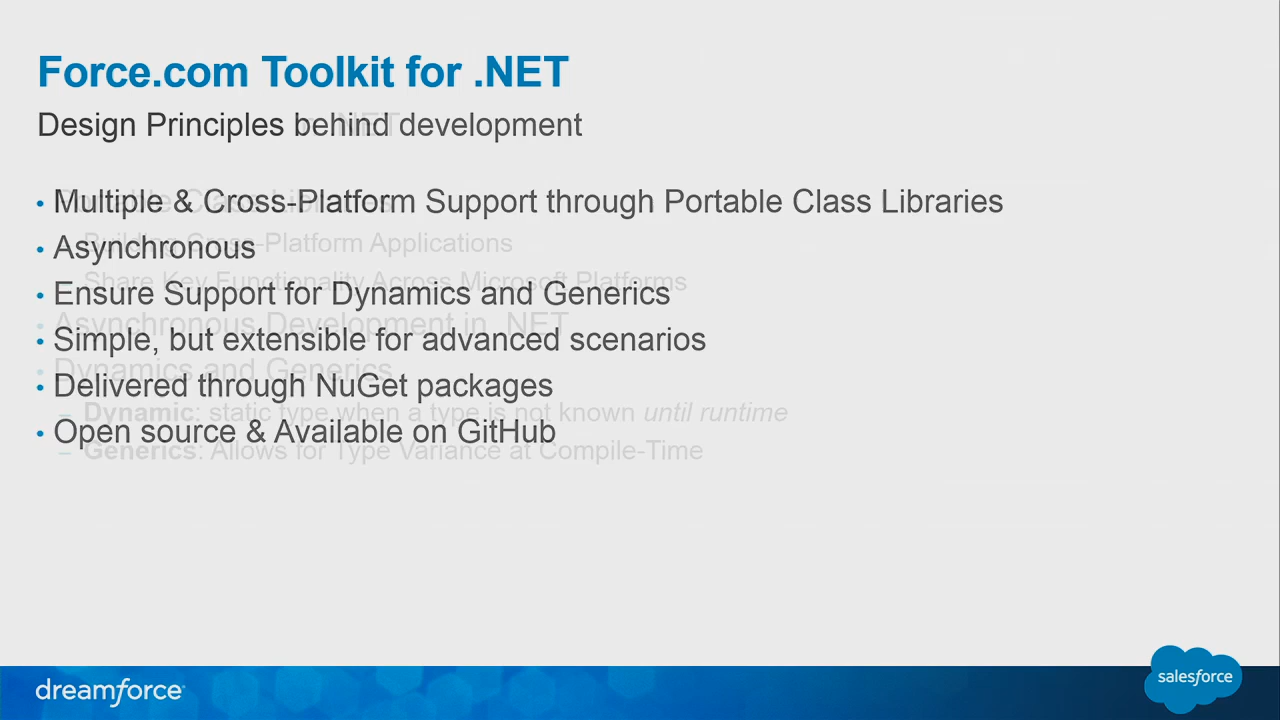 Force.com Toolkit for .NET
Design Principles behind development
• Multiple & Cross-Platform Support through Portable Class Libraries
Building Cross-Platform Applications
• Asynchronous
Share Key Functionality Across Microsoft Platforms
• Ensure Support for Dynamics and Generics
• Asynchronous Development in .NET
• Simple, but extensible for advanced scenarios
• Dynamics and Generics
• Delivered through NuGet packages
– Dynamic: static type when a type is not known until runtime
• Open source & Available on GitHub
– Generics: Allows for Type Variance at Compile-Time
dreamforce
salesforce